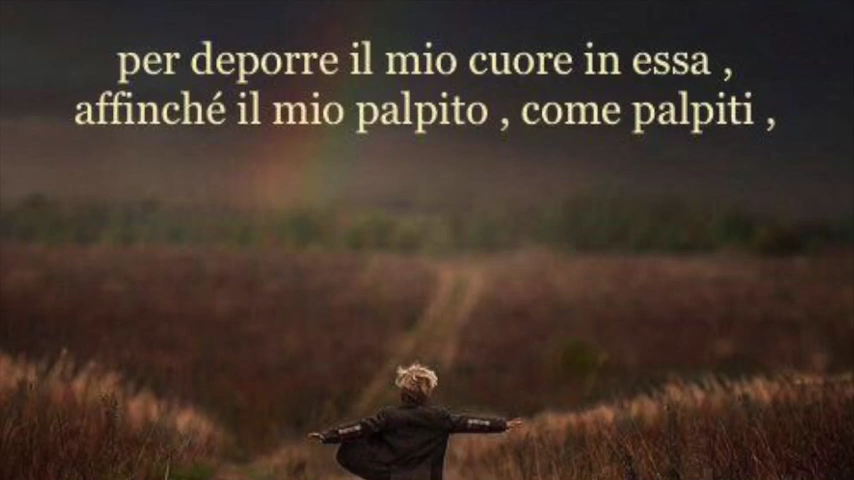 per deporre il mio cuore in essa ,
affinché il mio palpito , come palpiti ,